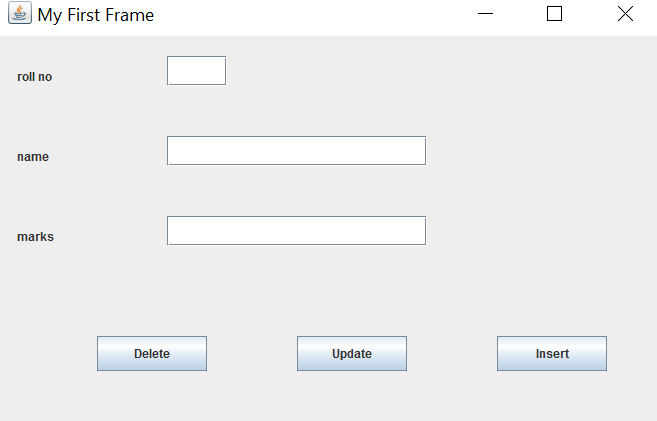 My First Frame
roll no
name
marks
Delete Update Insert